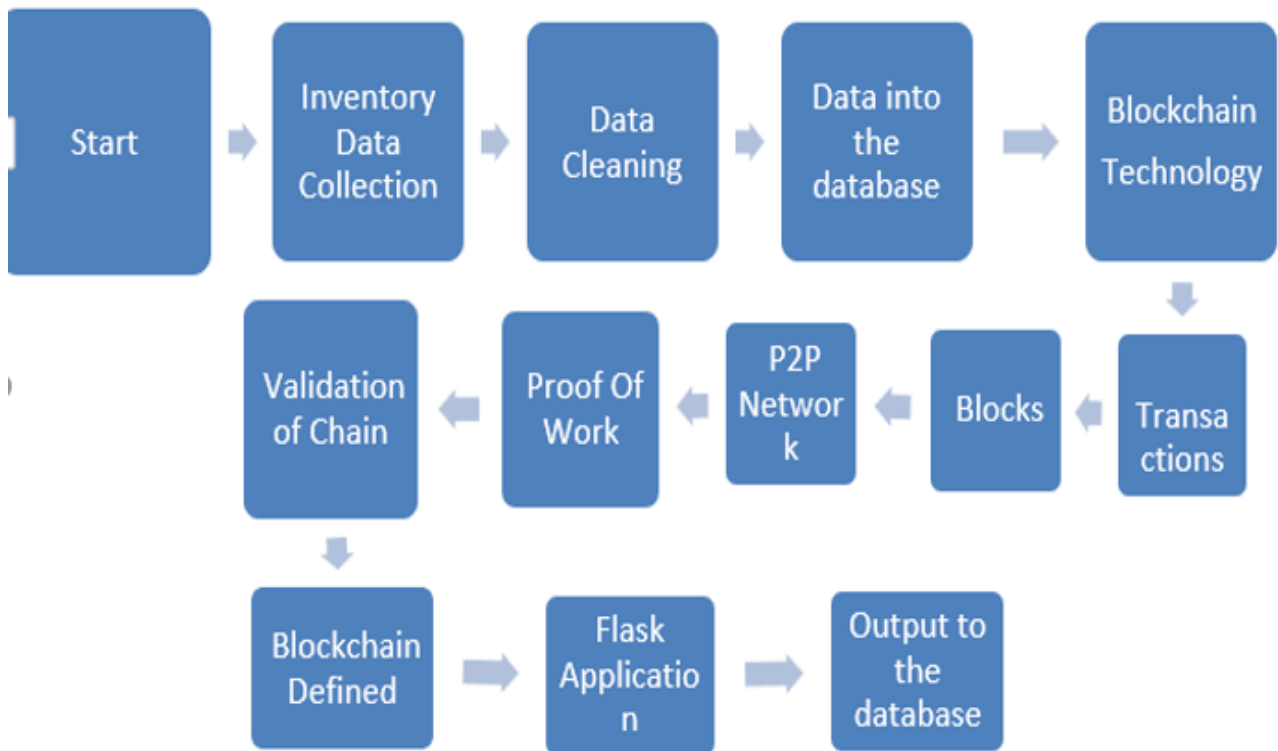 Start
Inventory
Data
Collection
Data
Cleaning
Data into
the
database
Blockchain
Technology
Transa
ctions
Blocks
P2P
Networ
k
Proof Of
Work
Validation
of Chain
Blockchain
Defined
Flask
Applicatio
n
Output to
the
database